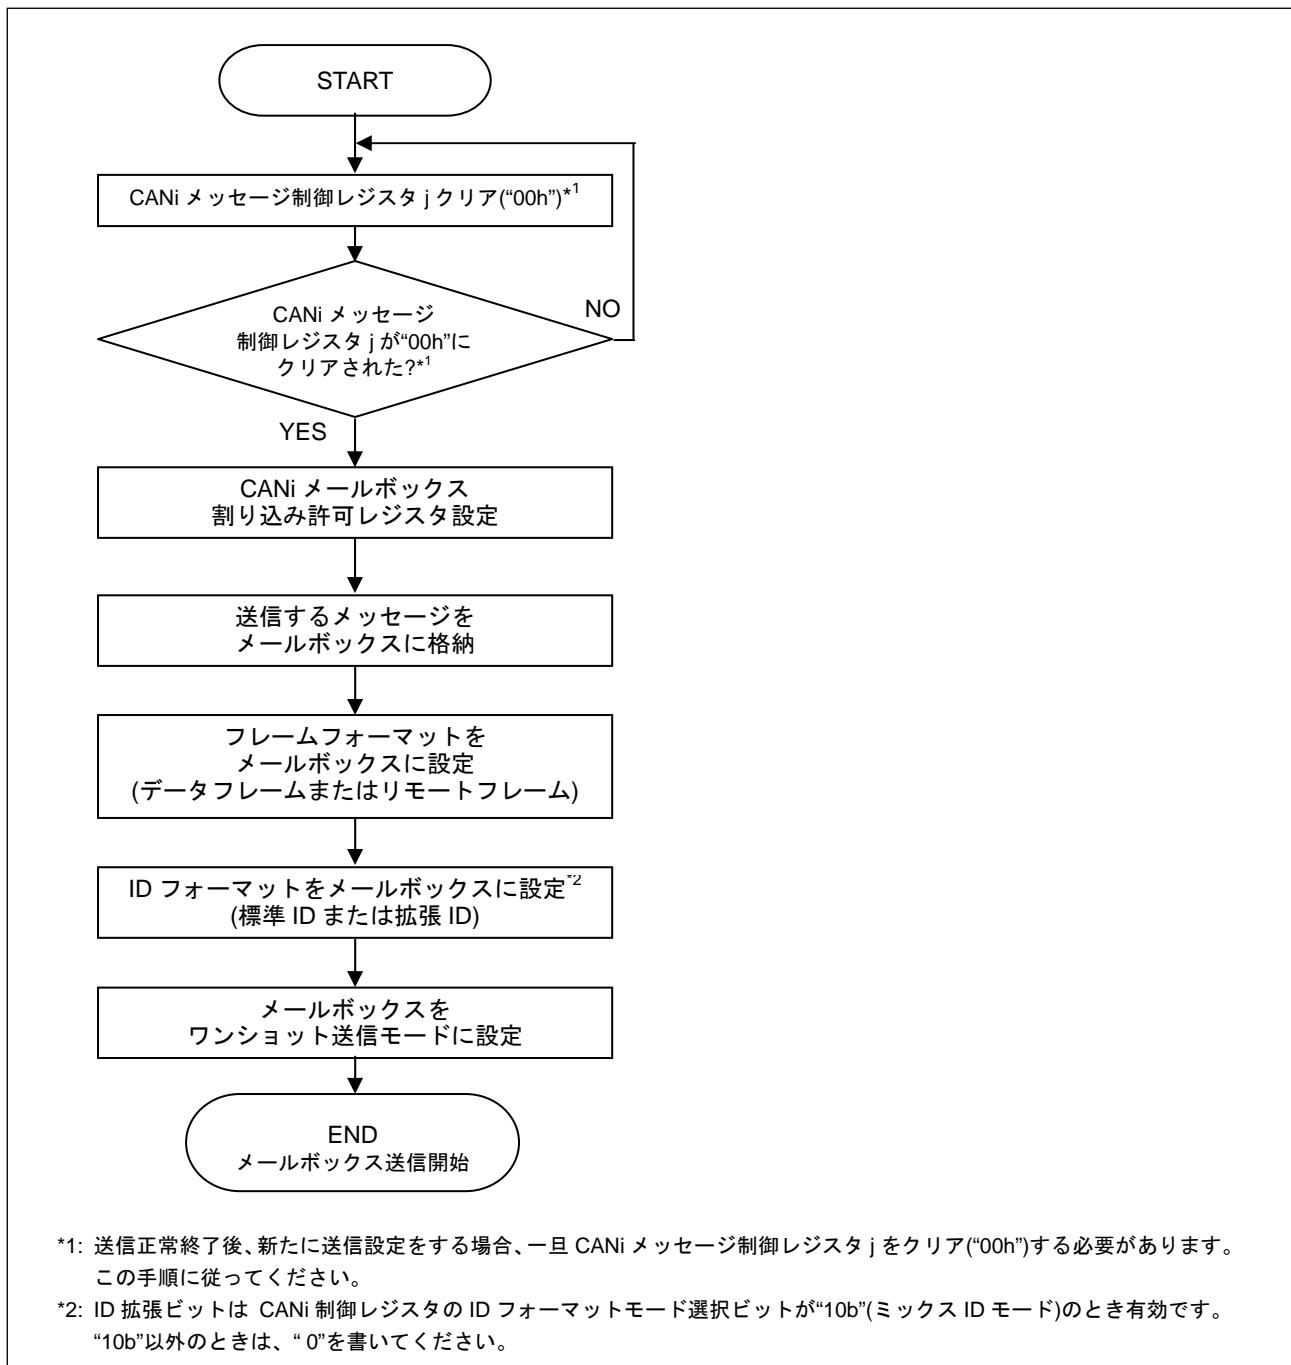 START
CANi メッセージ制御レジスタ j クリア(“00h”)*1
CANi メッセージ
制御レジスタ j が“00h”に
クリアされた?*1
NO
YES
CANi メールボックス
割り込み許可レジスタ設定
送信するメッセージを
メールボックスに格納
フレームフォーマットを
メールボックスに設定
(データフレームまたはリモートフレーム)
ID フォーマットをメールボックスに設定*2
(標準 ID または拡張 ID)
メールボックスを
ワンショット送信モードに設定
END
メールボックス送信開始
*1: 送信正常終了後、新たに送信設定をする場合、一旦 CANi メッセージ制御レジスタ j をクリア(“00h”)する必要があります。
この手順に従ってください。
*2: ID 拡張ビットは CANi 制御レジスタの ID フォーマットモード選択ビットが“10b”(ミックス ID モード)のとき有効です。
“10b”以外のときは、“ 0”を書いてください。